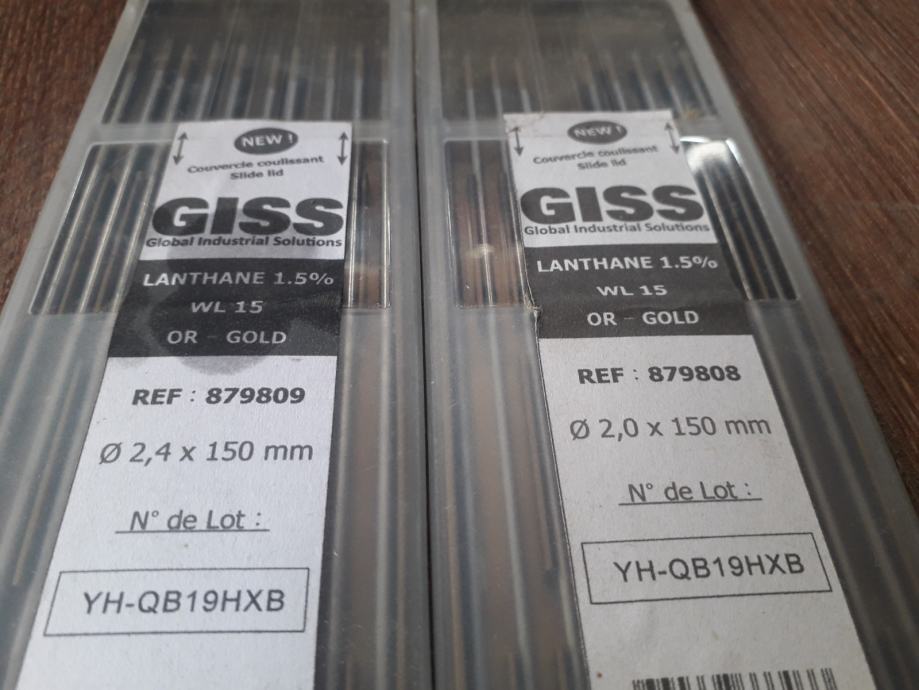 NEW !
Couvercle coulissant
Slide lid
GISS
Global Industrial Solutions
LANTHANE 1.5%
WL 15
OR - GOLD
REF : 879809
Ø 2,4 x 150 mm
N° de Lot :
YH-QB19HXB
NEW !
Couvercle coulissant
Slide lid
GISS
Global Industrial Solutions
LANTHANE 1.5%
WL 15
OR - GOLD
REF : 879808
Ø 2,0 x 150 mm
N° de Lot :
YH-QB19HXB